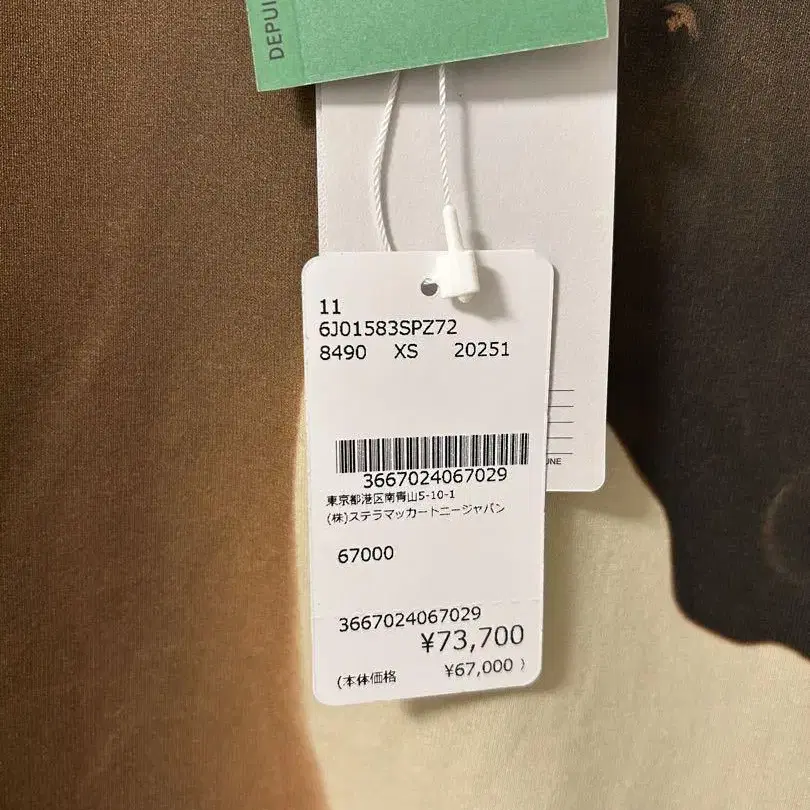 DEPUI
11
6J01583SPZ72
8490 XS 20251
3667024067029
東京都港区南青山5-10-1
(株)ステラマッカートニージャパン
67000
3667024067029
¥73,700
(本体価格 ¥67,000 )
UNE